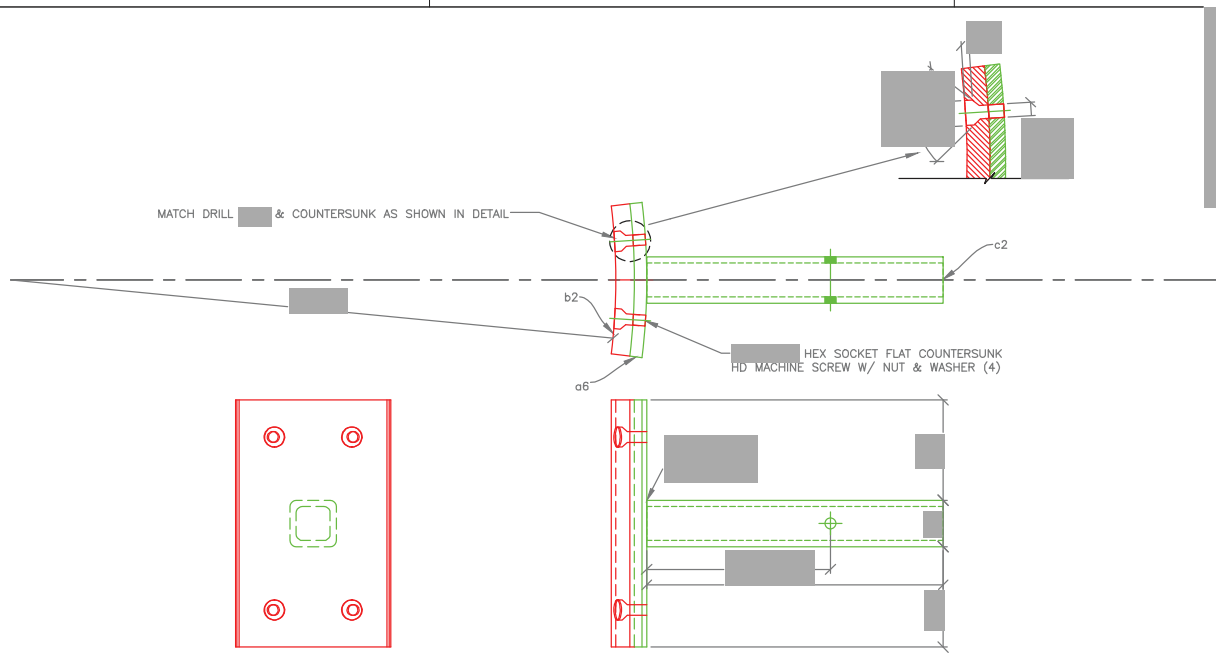 MATCH DRILL & COUNTERSUNK AS SHOWN IN DETAIL
c2
b2
HEX SOCKET FLAT COUNTERSUNK
HD MACHINE SCREW W/ NUT & WASHER (4)
a6